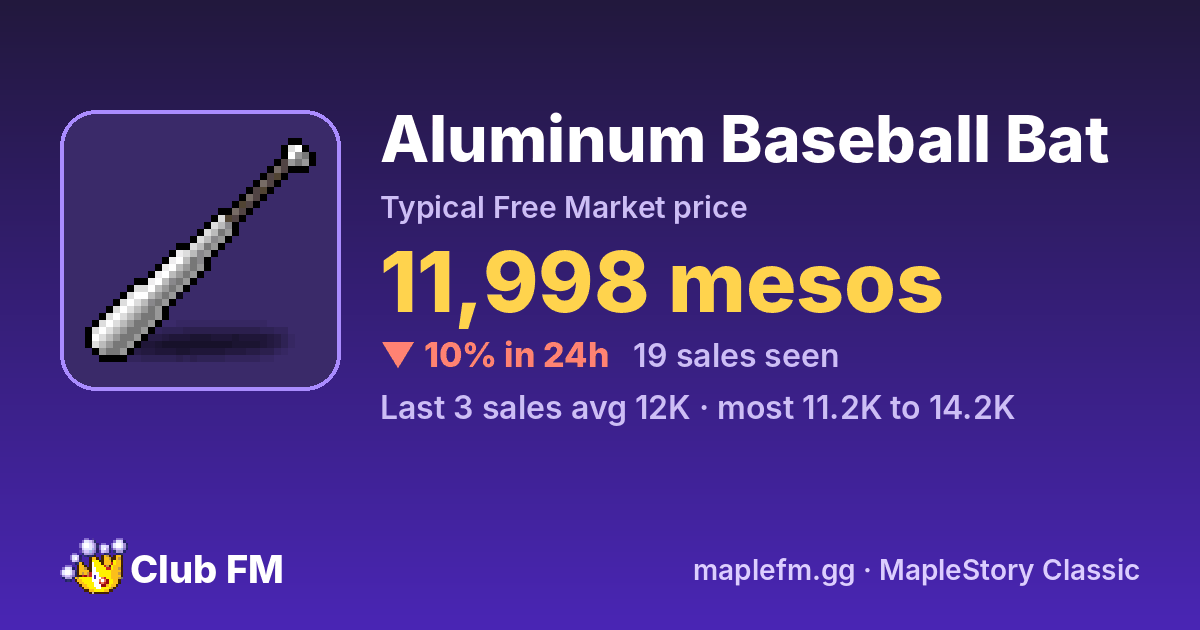 Aluminum Baseball Bat
Typical Free Market price
11,998 mesos
▼ 10% in 24h 19 sales seen
Last 3 sales avg 12K · most 11.2K to 14.2K
Club FM
maplefm.gg · MapleStory Classic